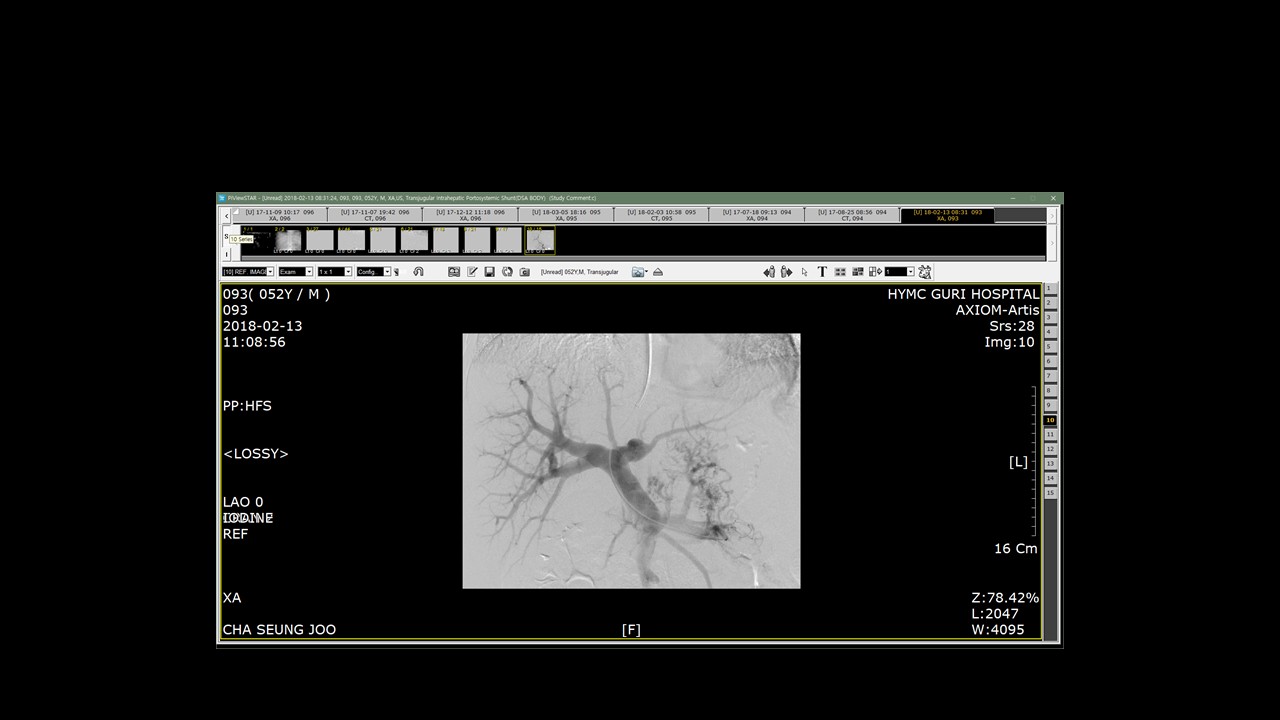 PiViewSTAR - [Unread] 2018-02-13 08:31:24, 093, 093, 052Y, M, XA,US, Transjugular Intrahepatic Portosystemic Shunt(DSA BODY) (Study Comment:c)
[U] 17-11-09 10:17 096
XA, 096
[U] 17-11-07 19:42 096
CT, 096
[U] 17-12-12 11:18 096
XA, 096
[U] 18-03-05 18:16 095
XA, 095
[U] 18-02-03 10:58 095
CT, 095
[U] 17-07-18 09:13 094
XA, 094
[U] 17-08-25 08:56 094
CT, 094
[U] 18-02-13 08:31 093
XA, 093
10 Series
[10] REF. IMAG
Exam
1 x 1
Config.
[Unread] 052Y,M, Transjugular
T
1
093( 052Y / M )
093
2018-02-13
11:08:56
HYMC GURI HOSPITAL
AXIOM-Artis
Srs:28
Img:10
PP:HFS
<LOSSY>
LAO 0
IODINE
REF
[L]
16 Cm
XA
CHA SEUNG JOO
[F]
Z:78.42%
L:2047
W:4095
1
2
3
4
5
6
7
8
9
10
11
12
13
14
15